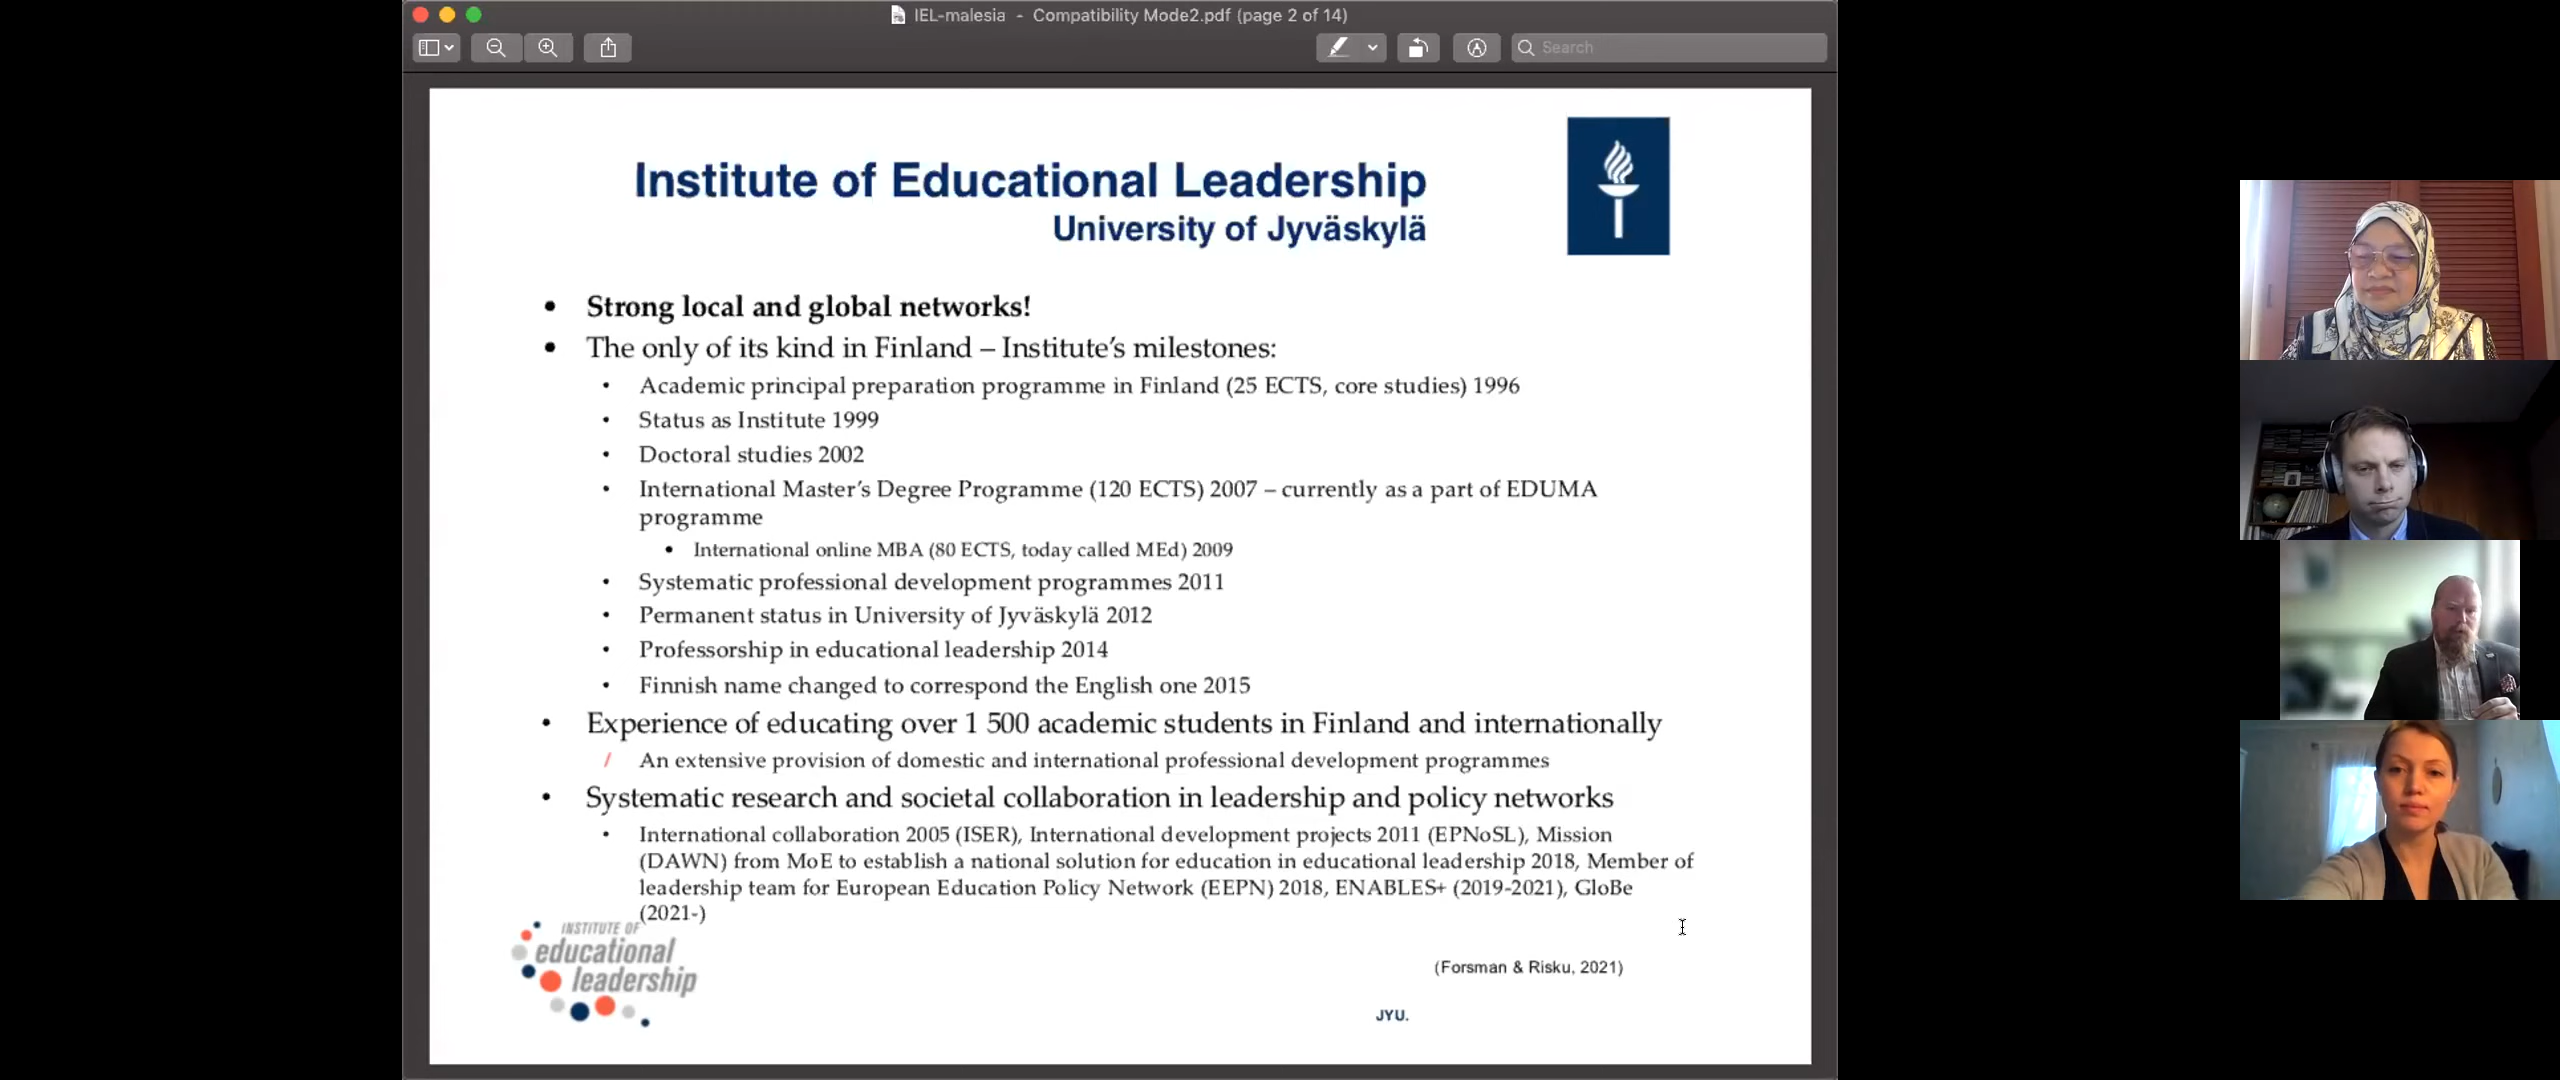 IEL-malesia - Compatibility Mode2.pdf (page 2 of 14)
Search
Institute of Educational Leadership
University of Jyväskylä
• Strong local and global networks!
• The only of its kind in Finland – Institute's milestones:
• Academic principal preparation programme in Finland (25 ECTS, core studies) 1996
• Status as Institute 1999
• Doctoral studies 2002
• International Master's Degree Programme (120 ECTS) 2007 – currently as a part of EDUMA
programme
• International online MBA (80 ECTS, today called MEd) 2009
• Systematic professional development programmes 2011
• Permanent status in University of Jyväskylä 2012
• Professorship in educational leadership 2014
• Finnish name changed to correspond the English one 2015
• Experience of educating over 1 500 academic students in Finland and internationally
/ An extensive provision of domestic and international professional development programmes
• Systematic research and societal collaboration in leadership and policy networks
• International collaboration 2005 (ISER), International development projects 2011 (EPNoSL), Mission
(DAWN) from MoE to establish a national solution for education in educational leadership 2018, Member of
leadership team for European Education Policy Network (EEPN) 2018, ENABLES+ (2019-2021), GloBe
(2021-)
INSTITUTE OF
educational
leadership
(Forsman & Risku, 2021)
JYU.